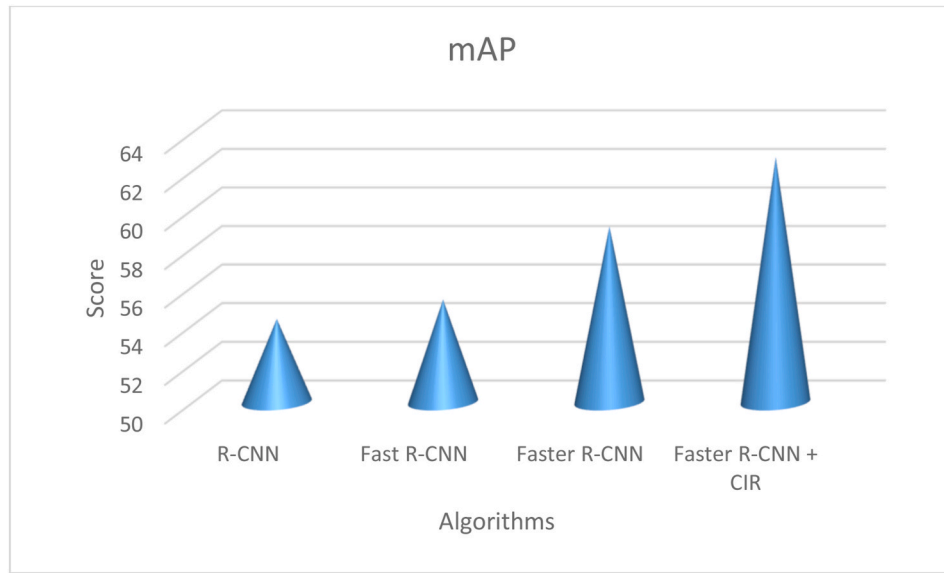 mAP
64
62
60
58
56
54
52
50
Score
R-CNN
Fast R-CNN
Faster R-CNN
Faster R-CNN +
CIR
Algorithms